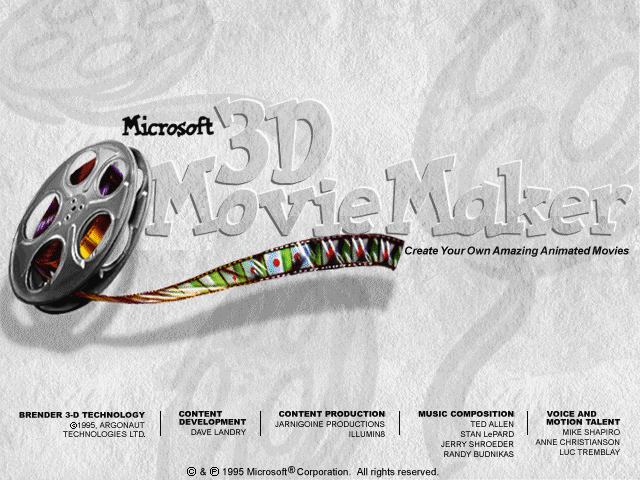 Microsoft
3D
Movie Maker
Create Your Own Amazing Animated Movies
BRENDER 3-D TECHNOLOGY
©1995, ARGONAUT
TECHNOLOGIES LTD.
CONTENT
DEVELOPMENT
DAVE LANDRY
CONTENT PRODUCTION
JARNIGOINE PRODUCTIONS
ILLUMIN8
MUSIC COMPOSITION
TED ALLEN
STAN LePARD
JERRY SHROEDER
RANDY BUDNIKAS
VOICE AND
MOTION TALENT
MIKE SHAPIRO
ANNE CHRISTIANSON
LUC TREMBLAY
© & ℗ 1995 Microsoft® Corporation. All rights reserved.